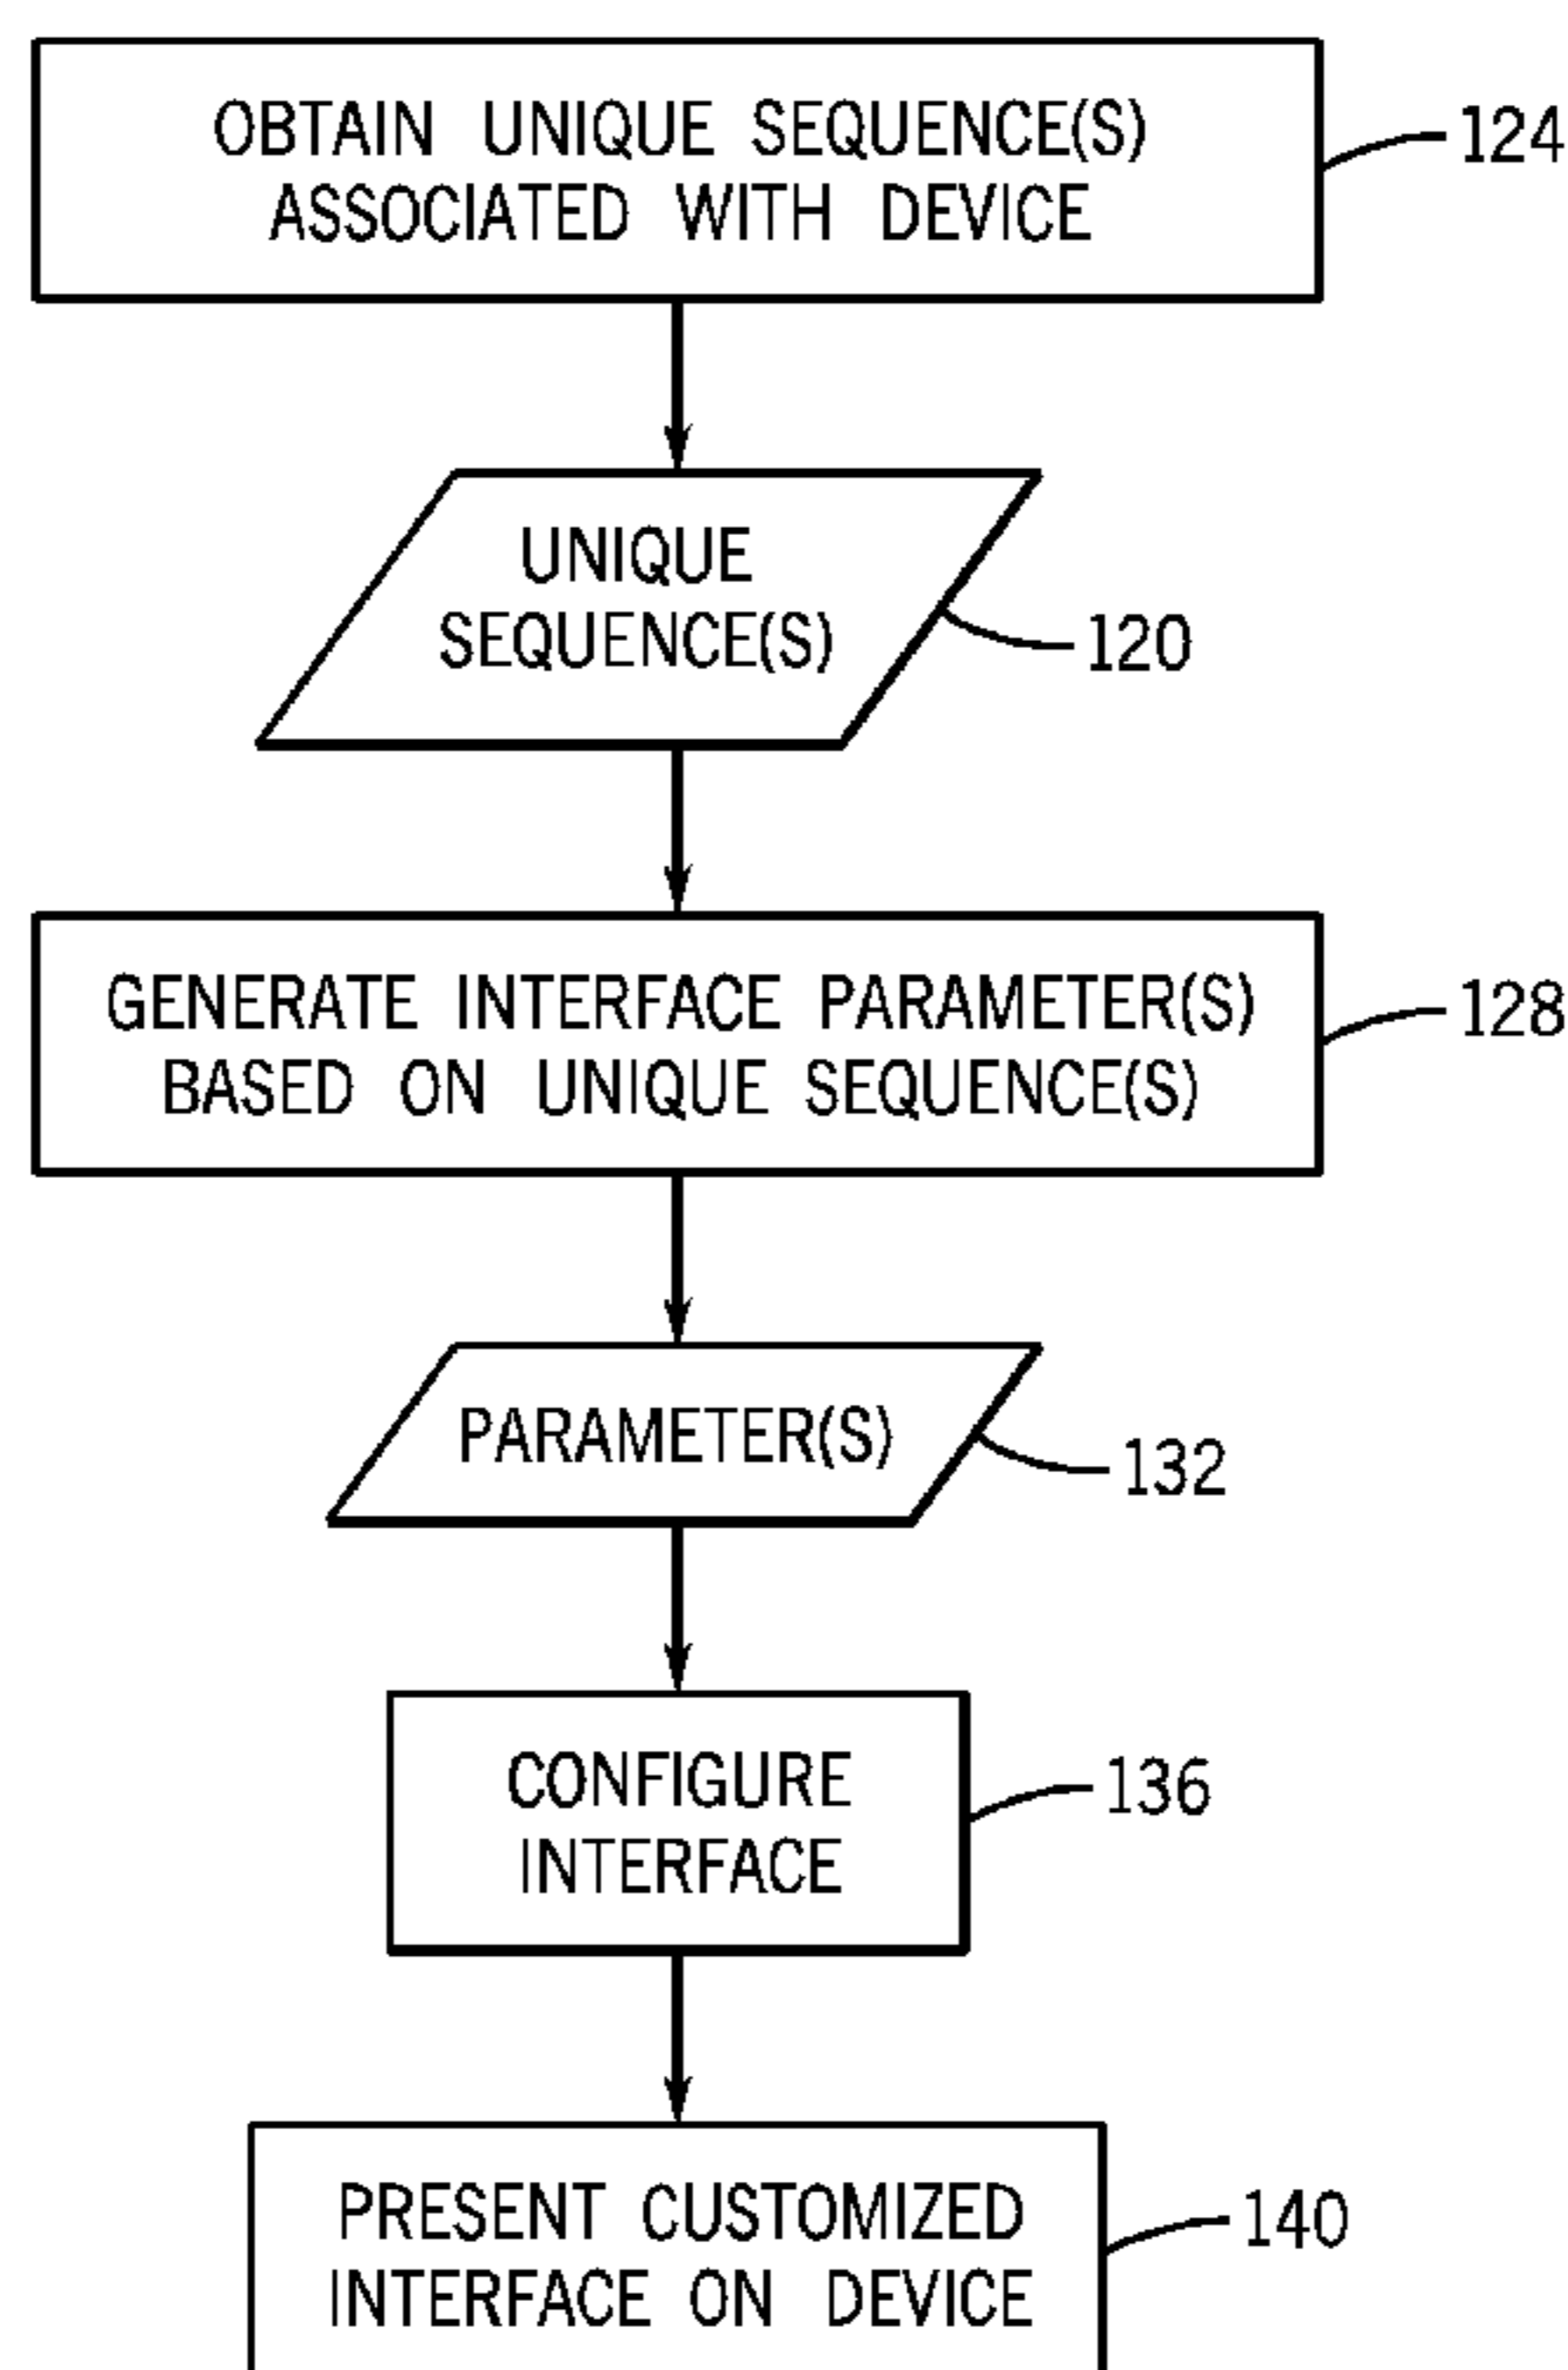 OBTAIN UNIQUE SEQUENCE(S)
ASSOCIATED WITH DEVICE
124
UNIQUE
SEQUENCE(S)
120
GENERATE INTERFACE PARAMETER(S)
BASED ON UNIQUE SEQUENCE(S)
128
PARAMETER(S)
132
CONFIGURE
INTERFACE
136
PRESENT CUSTOMIZED
INTERFACE ON DEVICE
140